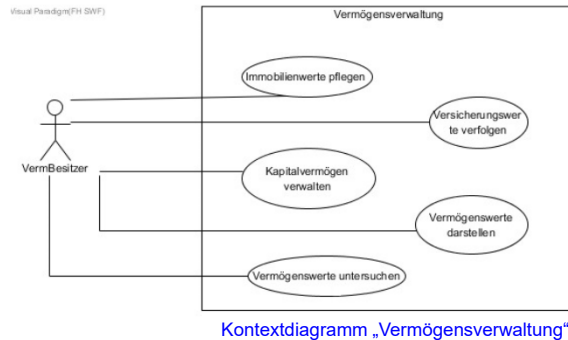 Visual Paradigm(FH SWF)
Vermögensverwaltung
Immobilienwerte pflegen
Versicherungswer
te verfolgen
VermBesitzer
Kapitalvermögen
verwalten
Vermögenswerte
darstellen
Vermögenswerte untersuchen
Kontextdiagramm „Vermögensverwaltung“